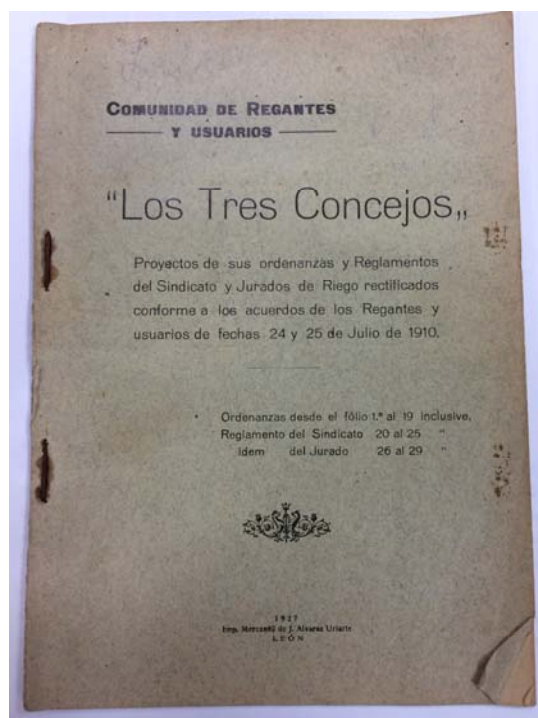 COMUNIDAD DE REGANTES
Y USUARIOS
“Los Tres Concejos„
Proyectos de sus ordenanzas y Reglamentos
del Sindicato y Jurados de Riego rectificados
conforme a los acuerdos de los Regantes y
usuarios de fechas 24 y 25 de Julio de 1910.
Ordenanzas desde el fólio 1.º al 19 inclusive.
Reglamento del Sindicato 20 al 25 "
Idem del Jurado 26 al 29 "
1927
Imp. Mercantil de J. Alvarez Uriarte
LEÓN